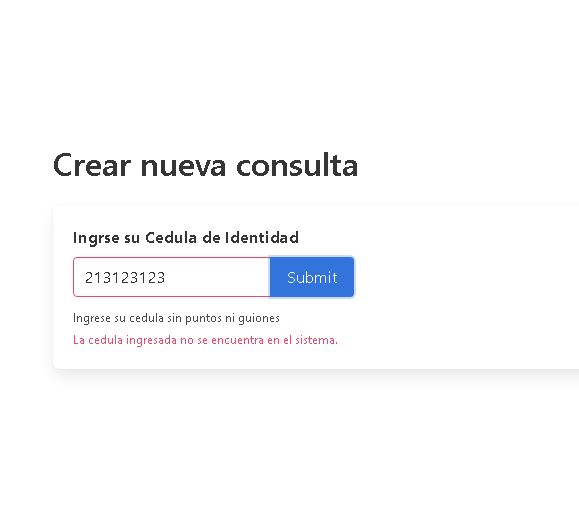 Crear nueva consulta
Ingrse su Cedula de Identidad
213123123 Submit
Ingrese su cedula sin puntos ni guiones
La cedula ingresada no se encuentra en el sistema.